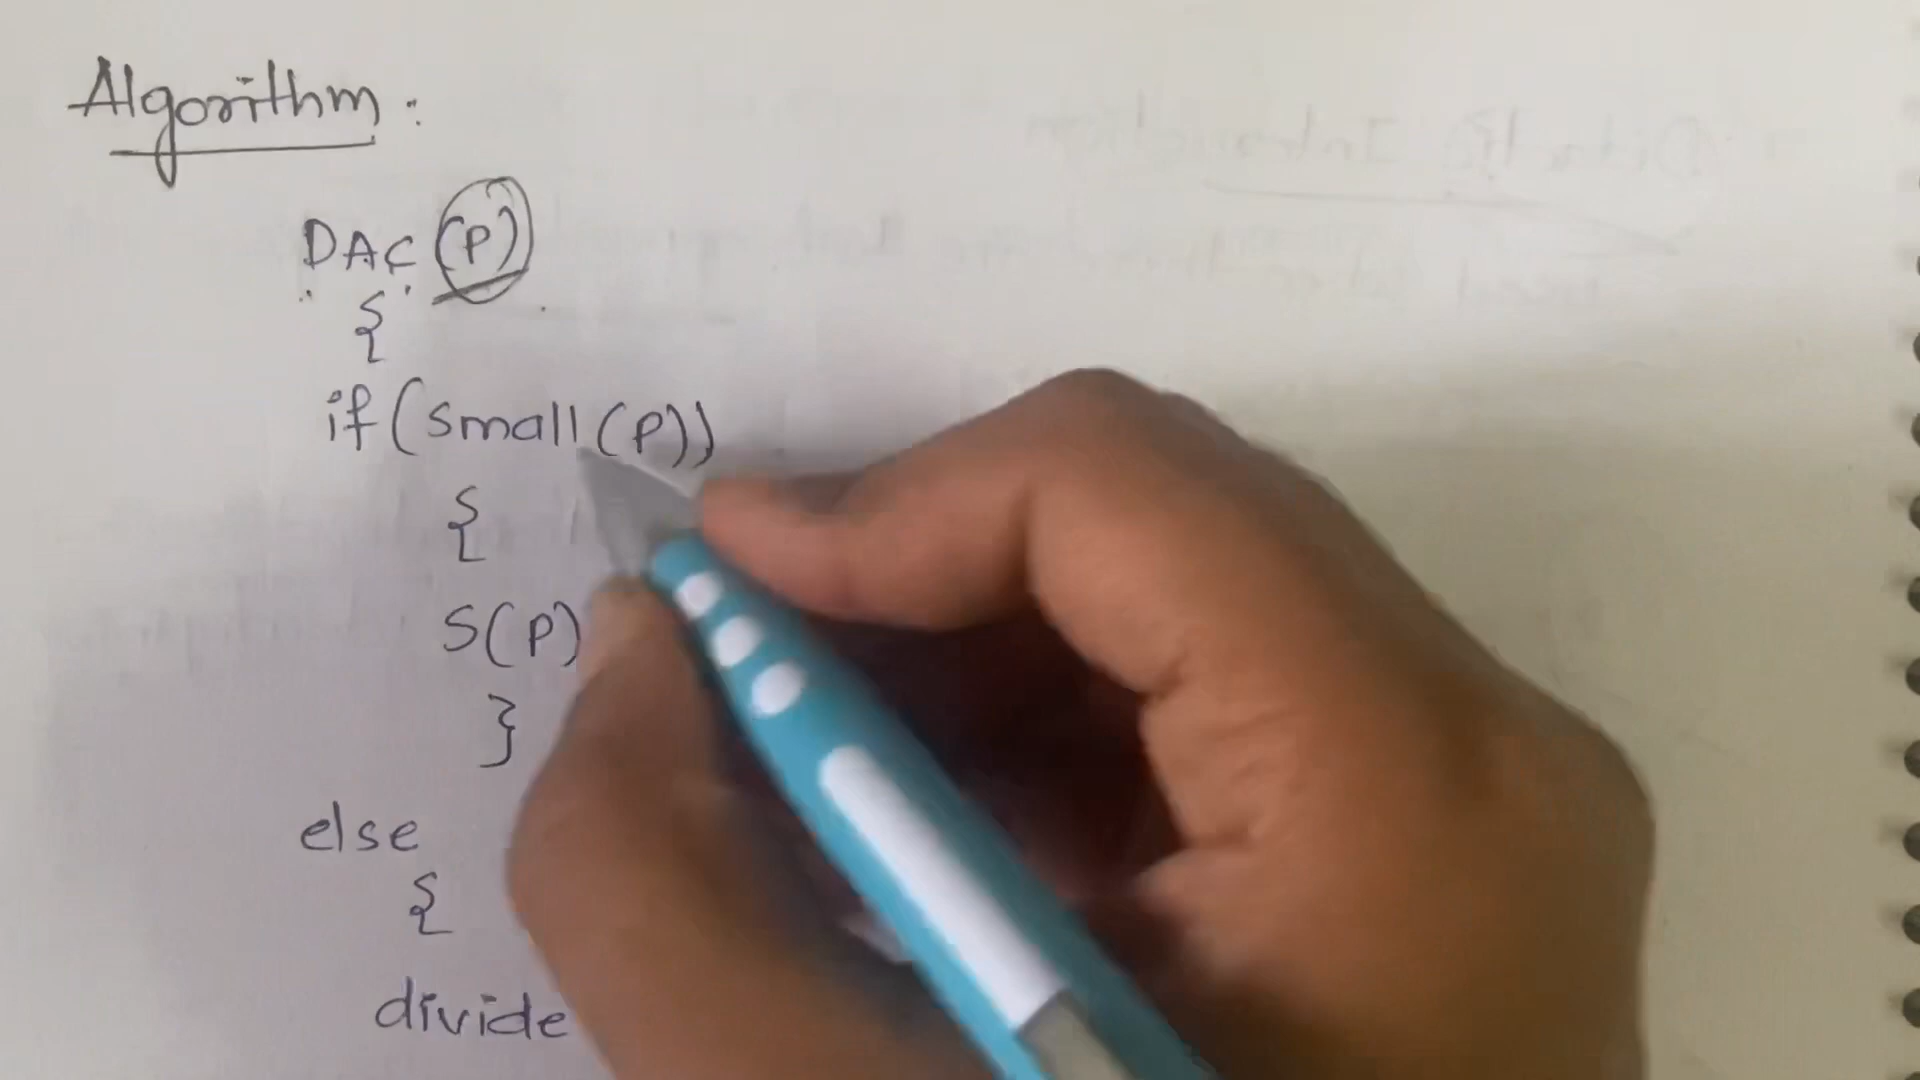 Algorithm:
DAC(P)
{
if(small(P))
{
S(P)
}
else
{
divide